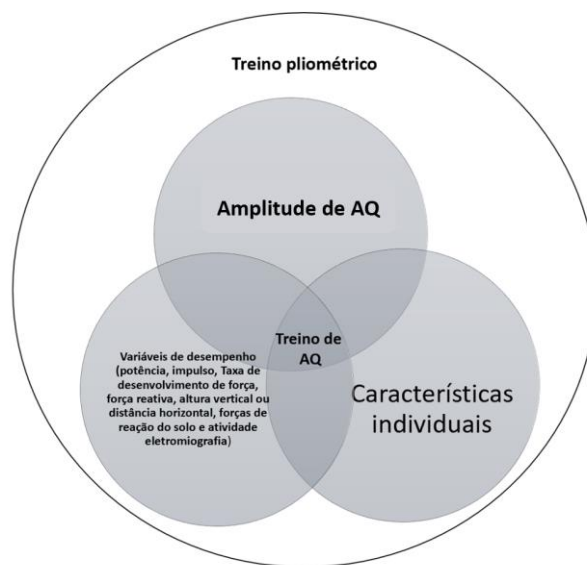 Treino pliométrico
Amplitude de AQ
Treino de
AQ
Variáveis de desempenho
(potência, impulso, Taxa de
desenvolvimento de força,
força reativa, altura vertical ou
distância horizontal, forças de
reação do solo e atividade
eletromiografia)
Características
individuais